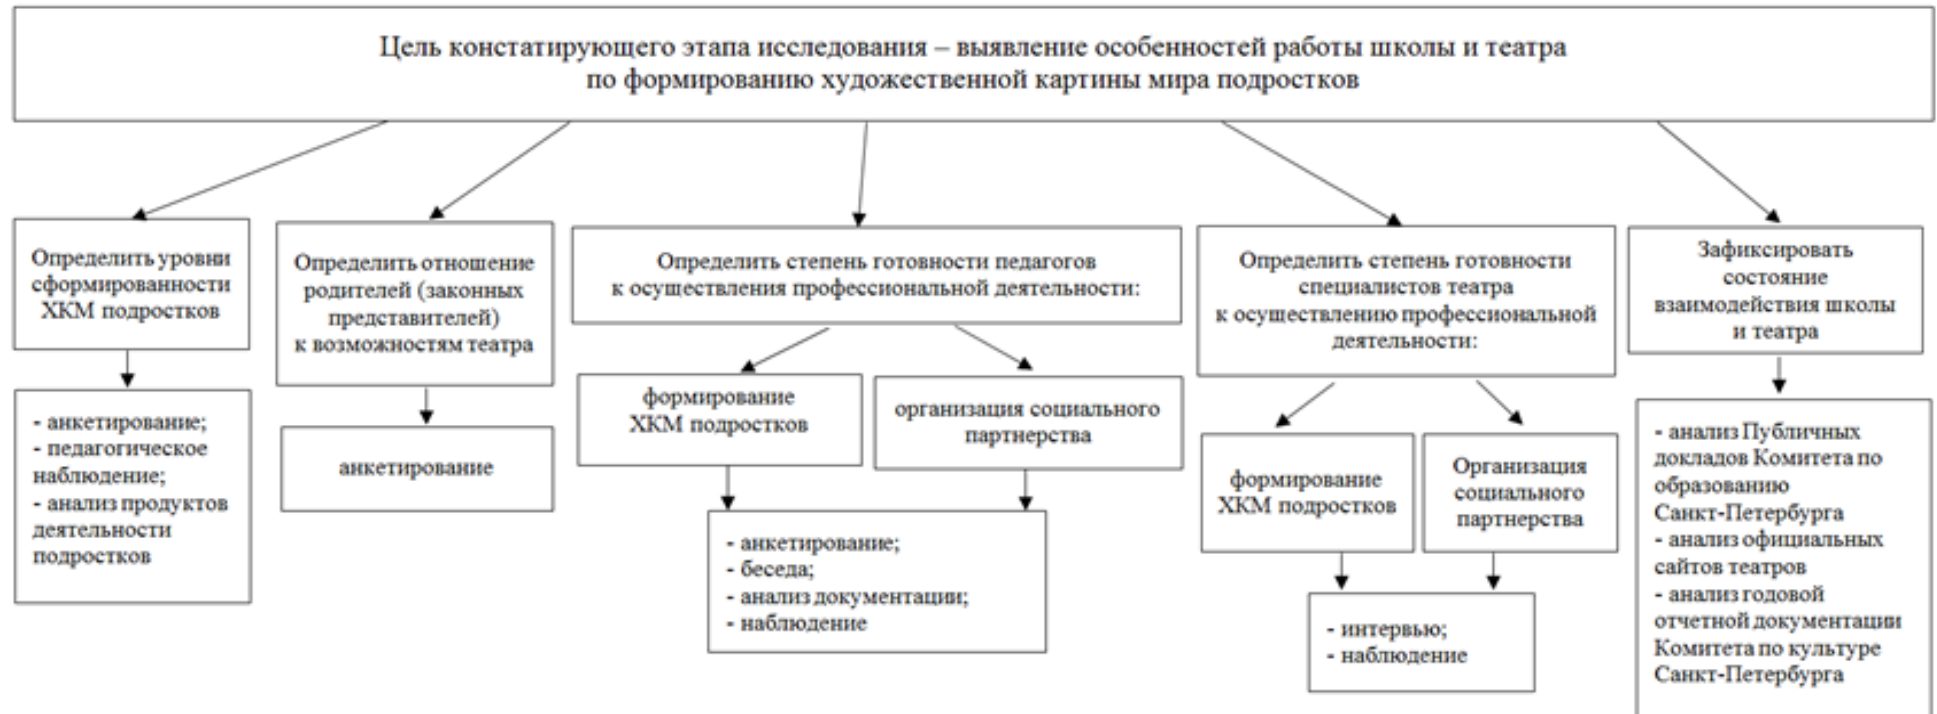 Цель констатирующего этапа исследования – выявление особенностей работы школы и театра
по формированию художественной картины мира подростков
Определить уровни
сформированности
ХКМ подростков
- анкетирование;
- педагогическое
наблюдение;
- анализ продуктов
деятельности
подростков
Определить отношение
родителей (законных
представителей)
к возможностям театра
анкетирование
Определить степень готовности педагогов
к осуществления профессиональной деятельности:
формирование
ХКМ подростков
организация социального
партнерства
- анкетирование;
- беседа;
- анализ документации;
- наблюдение
Определить степень готовности
специалистов театра
к осуществлению профессиональной
деятельности:
формирование
ХКМ подростков
Организация
социального
партнерства
- интервью;
- наблюдение
Зафиксировать
состояние
взаимодействия школы
и театра
- анализ Публичных
докладов Комитета по
образованию
Санкт-Петербурга
- анализ официальных
сайтов театров
- анализ годовой
отчетной документации
Комитета по культуре
Санкт-Петербурга